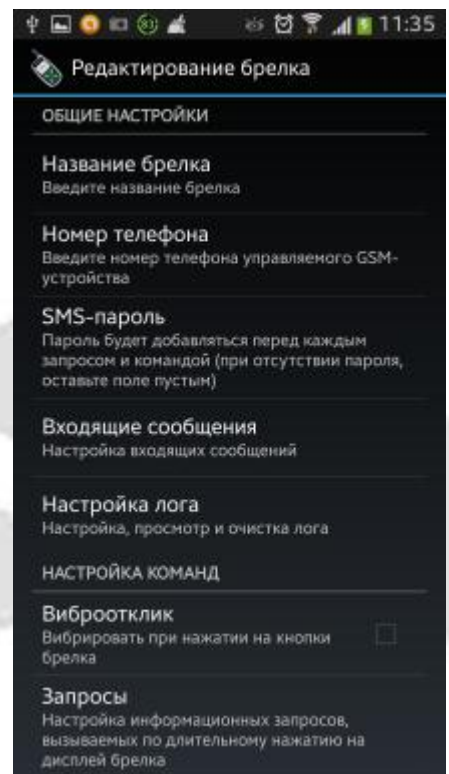 83
11:35
Редактирование брелка
ОБЩИЕ НАСТРОЙКИ
Название брелка
Введите название брелка
Номер телефона
Введите номер телефона управляемого GSM-
устройства
SMS-пароль
Пароль будет добавляться перед каждым
запросом и командой (при отсутствии пароля,
оставьте поле пустым)
Входящие сообщения
Настройка входящих сообщений
Настройка лога
Настройка, просмотр и очистка лога
НАСТРОЙКА КОМАНД
Виброотклик
Вибрировать при нажатии на кнопки
брелка
Запросы
Настройка информационных запросов,
вызываемых по длительному нажатию на
дисплей брелка